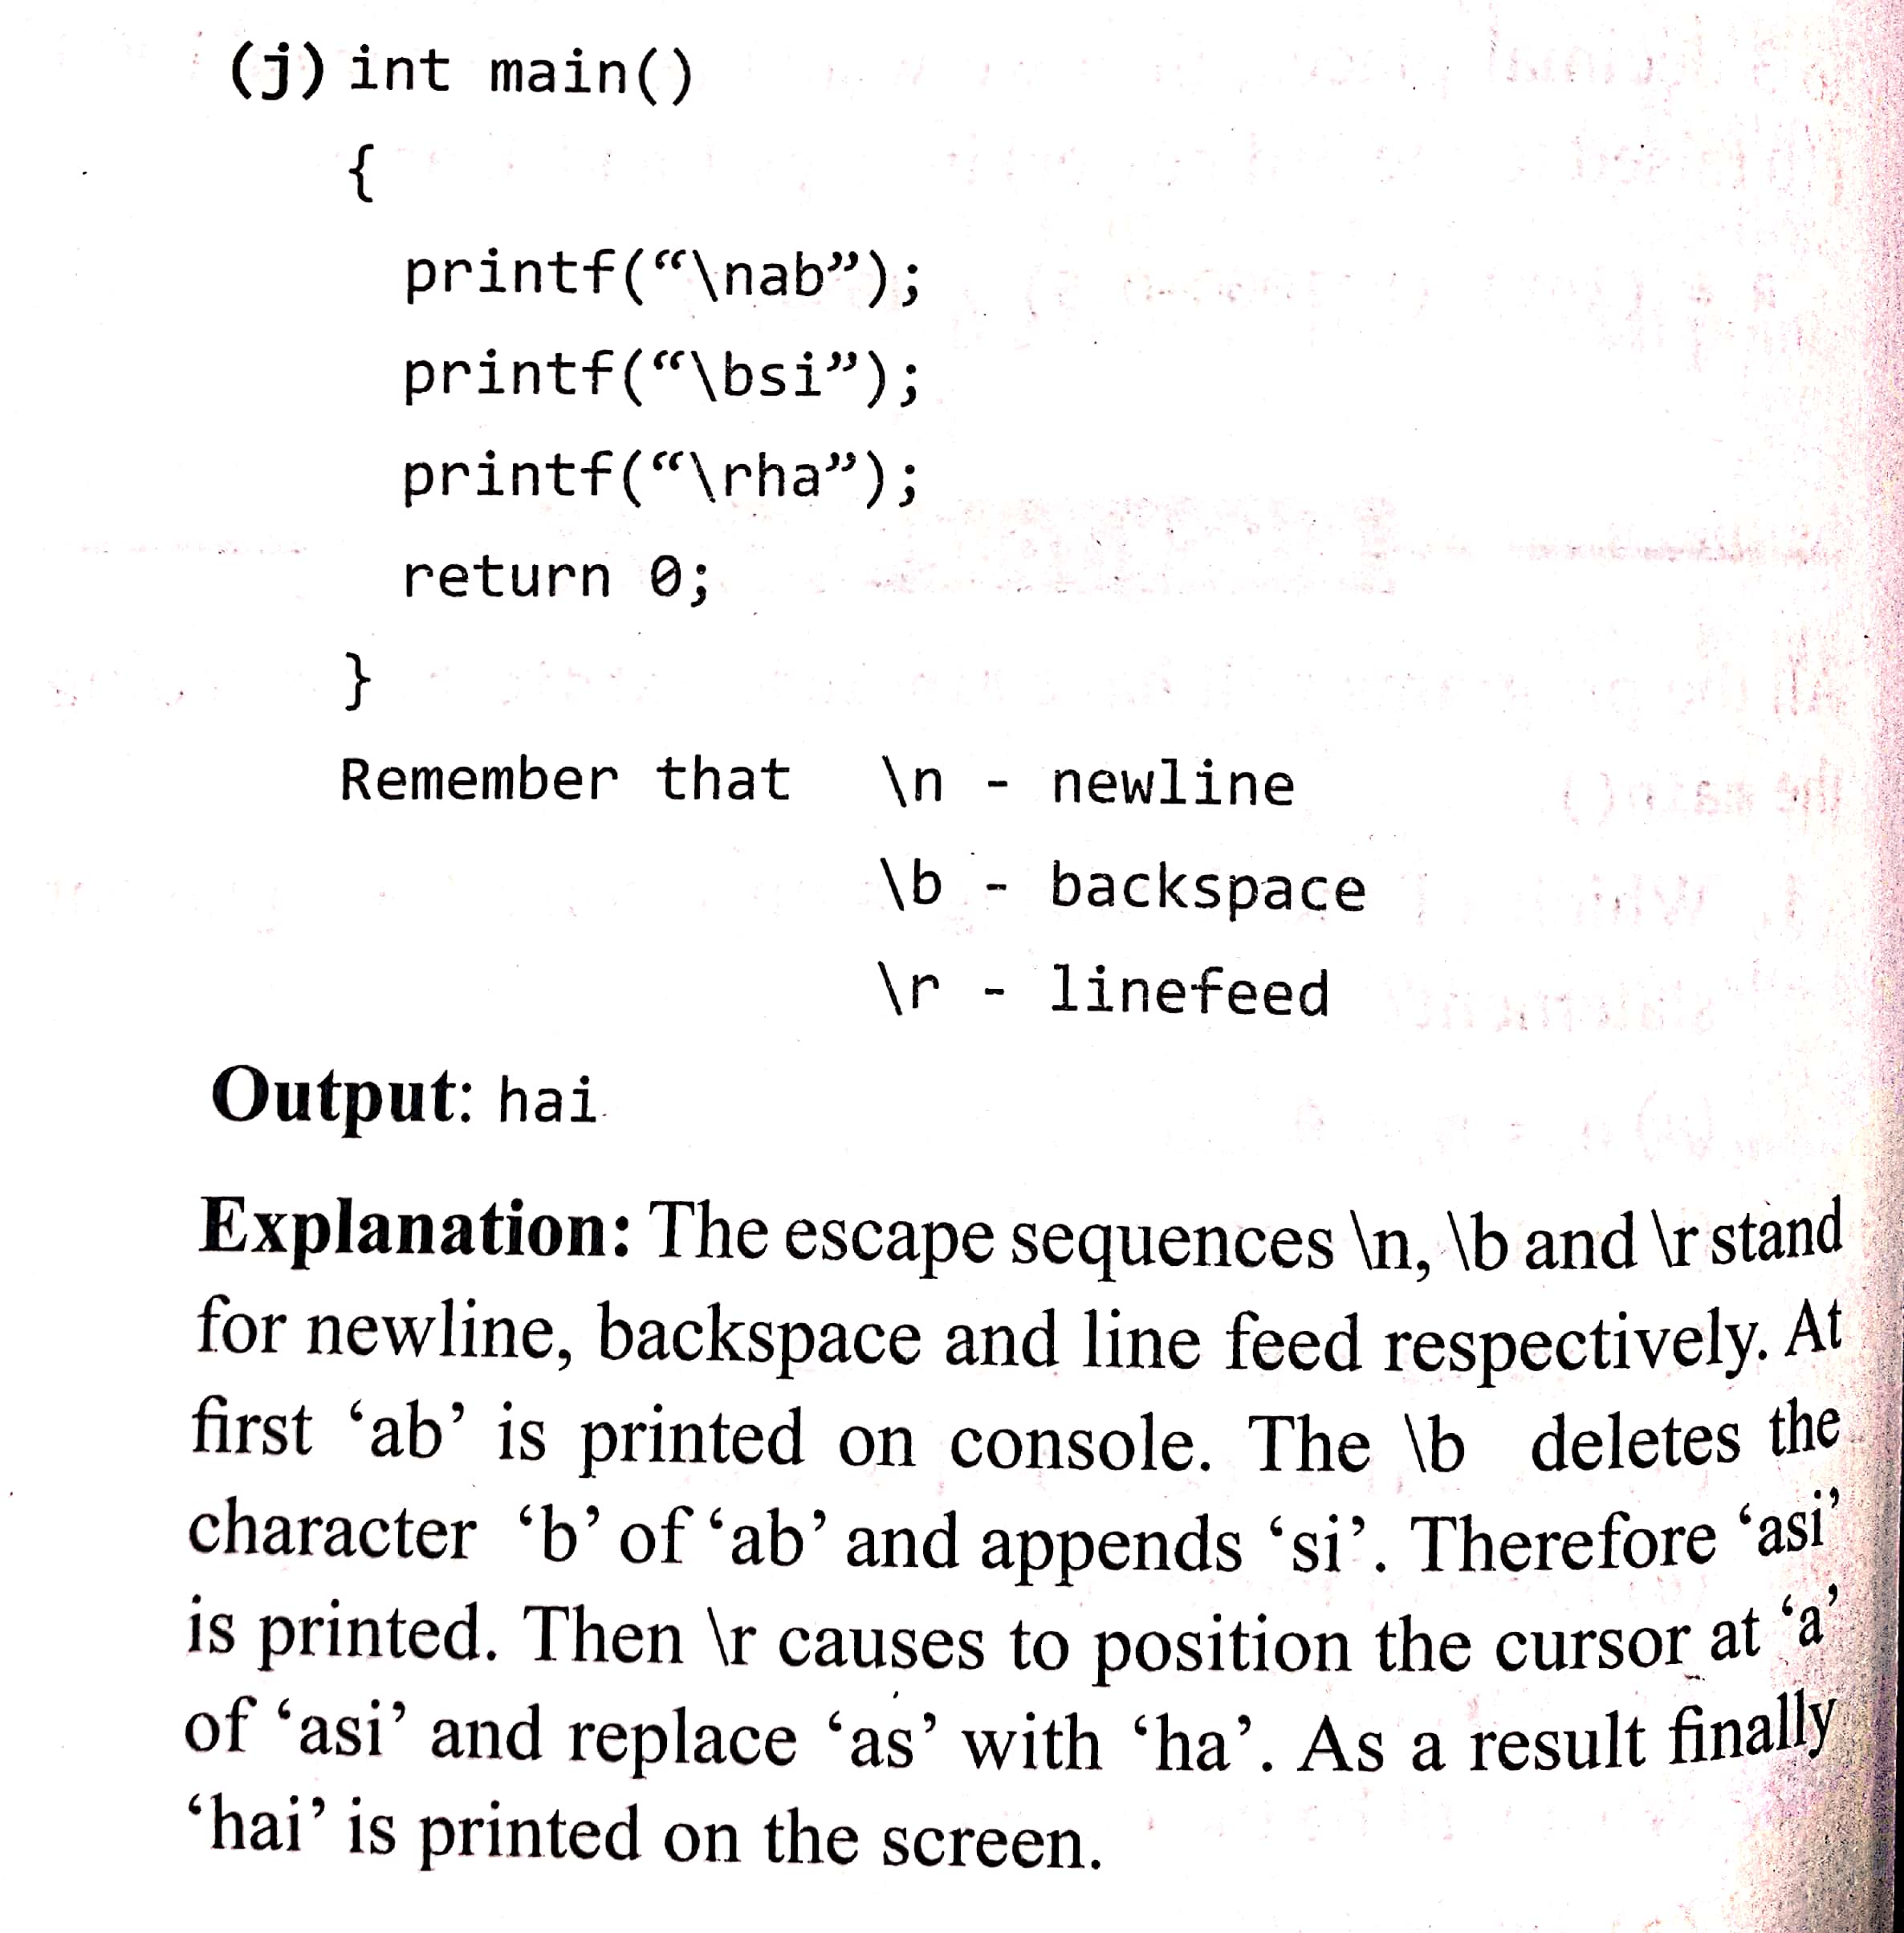 (j) int main()
{
printf(“\nab”);
printf(“\bsi”);
printf(“\rha”);
return 0;
}
Remember that \n - newline
\b - backspace
\r - linefeed
Output: hai
Explanation: The escape sequences \n, \b and \r stand
for newline, backspace and line feed respectively. At
first ‘ab’ is printed on console. The \b deletes the
character ‘b’ of ‘ab’ and appends ‘si’. Therefore ‘asi’
is printed. Then \r causes to position the cursor at ‘a’
of ‘asi’ and replace ‘as’ with ‘ha’. As a result finally
‘hai’ is printed on the screen.